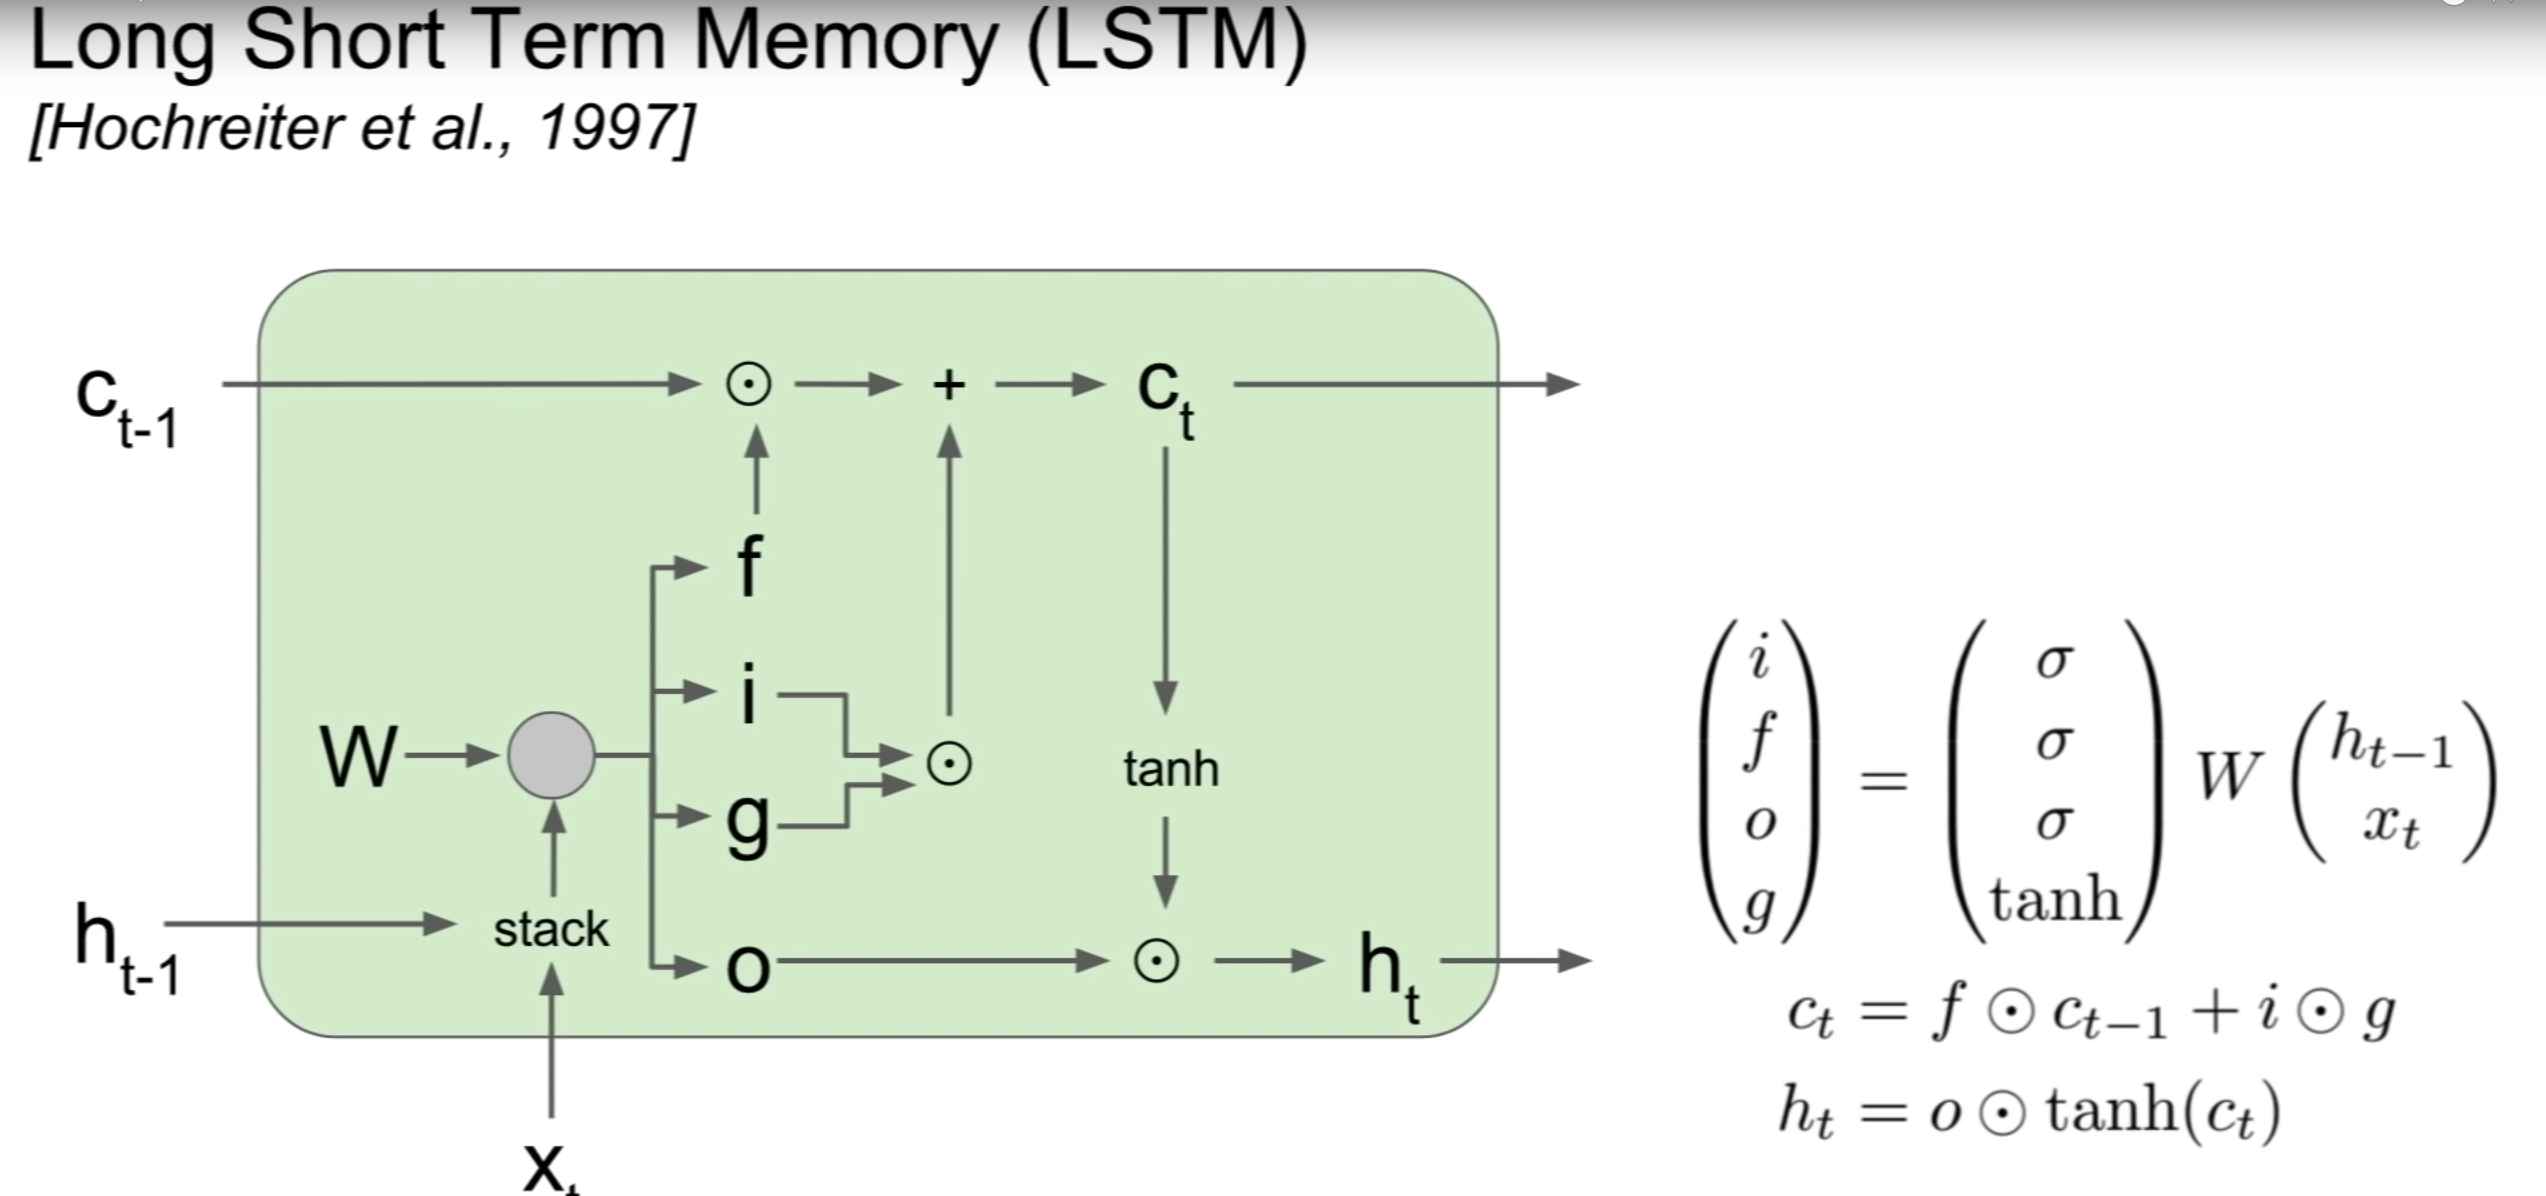 Long Short Term Memory (LSTM)
[Hochreiter et al., 1997]
c_{t-1} ⊙ + c_t
f
i
W ⊙ tanh
g
h_{t-1} stack
o ⊙ h_t
x_t
(i f o g) = (σ σ σ tanh) W (h_{t-1} x_t)
c_t = f ⊙ c_{t-1} + i ⊙ g
h_t = o ⊙ tanh(c_t)